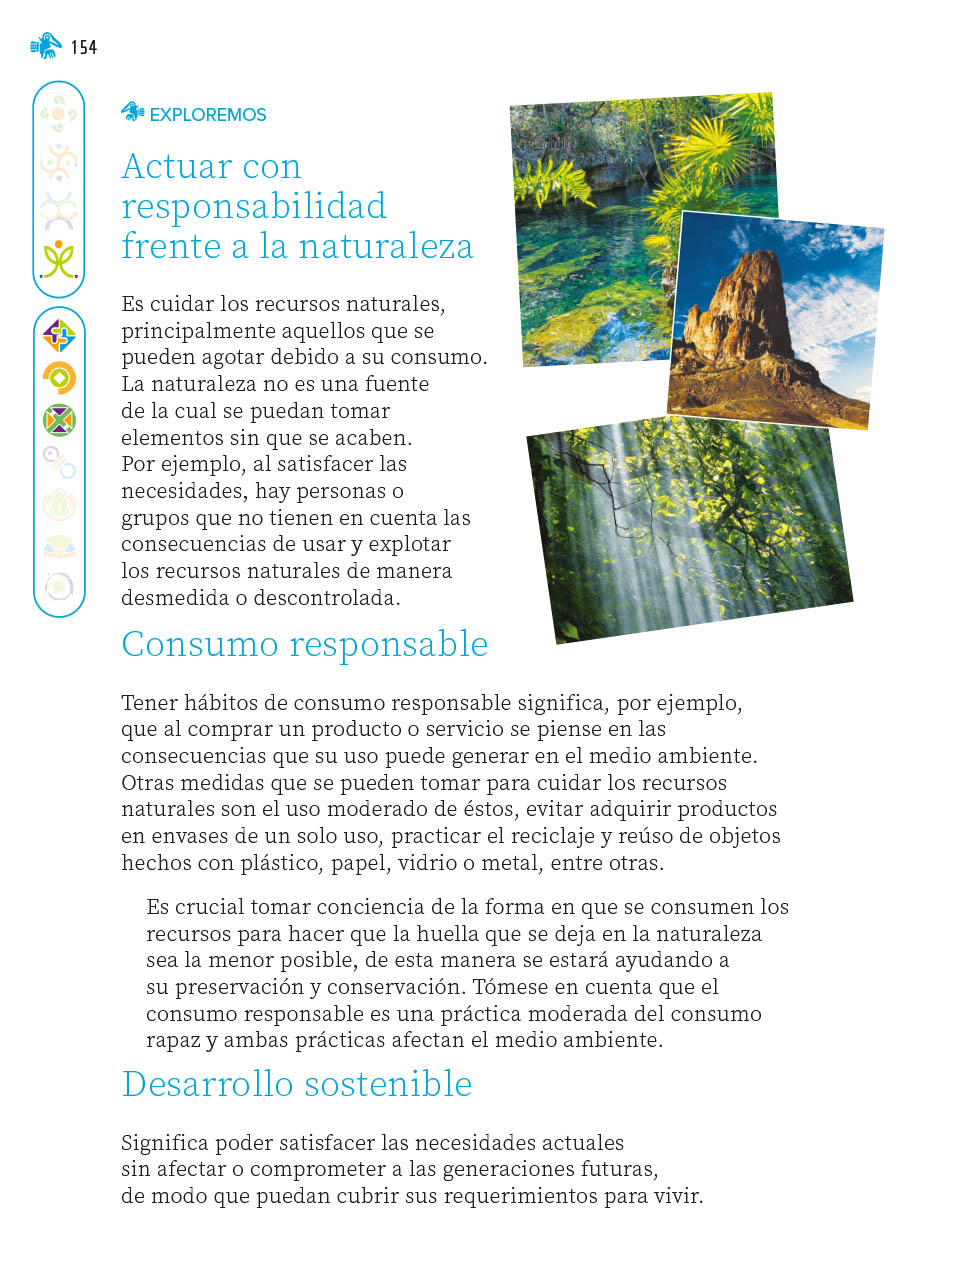 154
EXPLOREMOS
Actuar con
responsabilidad
frente a la naturaleza
Es cuidar los recursos naturales,
principalmente aquellos que se
pueden agotar debido a su consumo.
La naturaleza no es una fuente
de la cual se puedan tomar
elementos sin que se acaben.
Por ejemplo, al satisfacer las
necesidades, hay personas o
grupos que no tienen en cuenta las
consecuencias de usar y explotar
los recursos naturales de manera
desmedida o descontrolada.
Consumo responsable
Tener hábitos de consumo responsable significa, por ejemplo,
que al comprar un producto o servicio se piense en las
consecuencias que su uso puede generar en el medio ambiente.
Otras medidas que se pueden tomar para cuidar los recursos
naturales son el uso moderado de éstos, evitar adquirir productos
en envases de un solo uso, practicar el reciclaje y reúso de objetos
hechos con plástico, papel, vidrio o metal, entre otras.
Es crucial tomar conciencia de la forma en que se consumen los
recursos para hacer que la huella que se deja en la naturaleza
sea la menor posible, de esta manera se estará ayudando a
su preservación y conservación. Tómese en cuenta que el
consumo responsable es una práctica moderada del consumo
rapaz y ambas prácticas afectan el medio ambiente.
Desarrollo sostenible
Significa poder satisfacer las necesidades actuales
sin afectar o comprometer a las generaciones futuras,
de modo que puedan cubrir sus requerimientos para vivir.